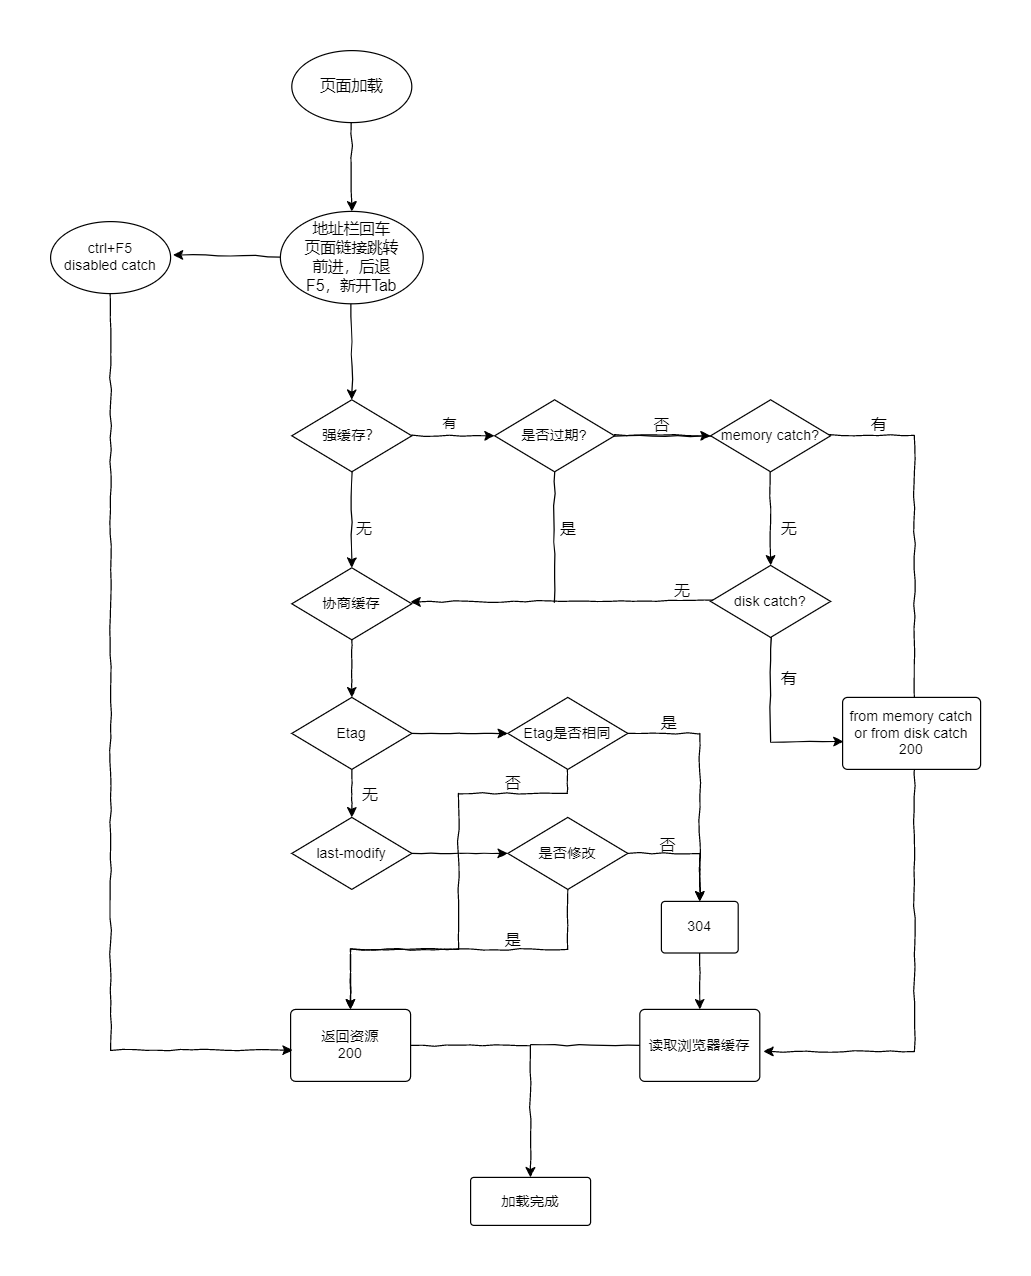 页面加载
地址栏回车
页面链接跳转
前进，后退
F5，新开Tab
ctrl+F5
disabled catch
强缓存?
有
是否过期?
否
memory catch?
有
无
是
无
协商缓存
无
disk catch?
有
Etag
Etag是否相同
是
from memory catch
or from disk catch
200
无
否
last-modify
是否修改
否
304
是
返回资源
200
读取浏览器缓存
加载完成